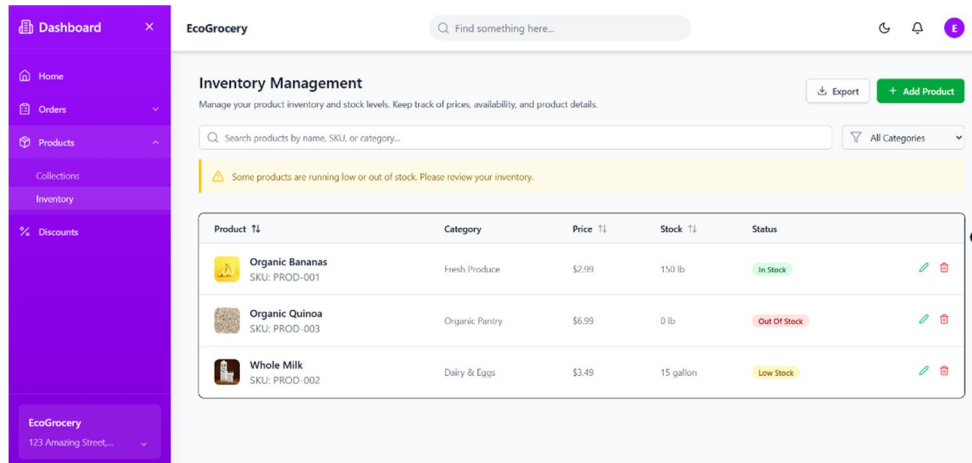 Dashboard
EcoGrocery
Find something here...
E
Home
Orders
Products
Collections
Inventory
Discounts
EcoGrocery
123 Amazing Street,...
Inventory Management
Manage your product inventory and stock levels. Keep track of prices, availability, and product details.
Export
+ Add Product
Search products by name, SKU, or category...
All Categories
Some products are running low or out of stock. Please review your inventory.
Product Category Price Stock Status
Organic Bananas
SKU: PROD-001
Fresh Produce $2.99 150 lb In Stock
Organic Quinoa
SKU: PROD-003
Organic Pantry $6.99 0 lb Out Of Stock
Whole Milk
SKU: PROD-002
Dairy & Eggs $3.49 15 gallon Low Stock